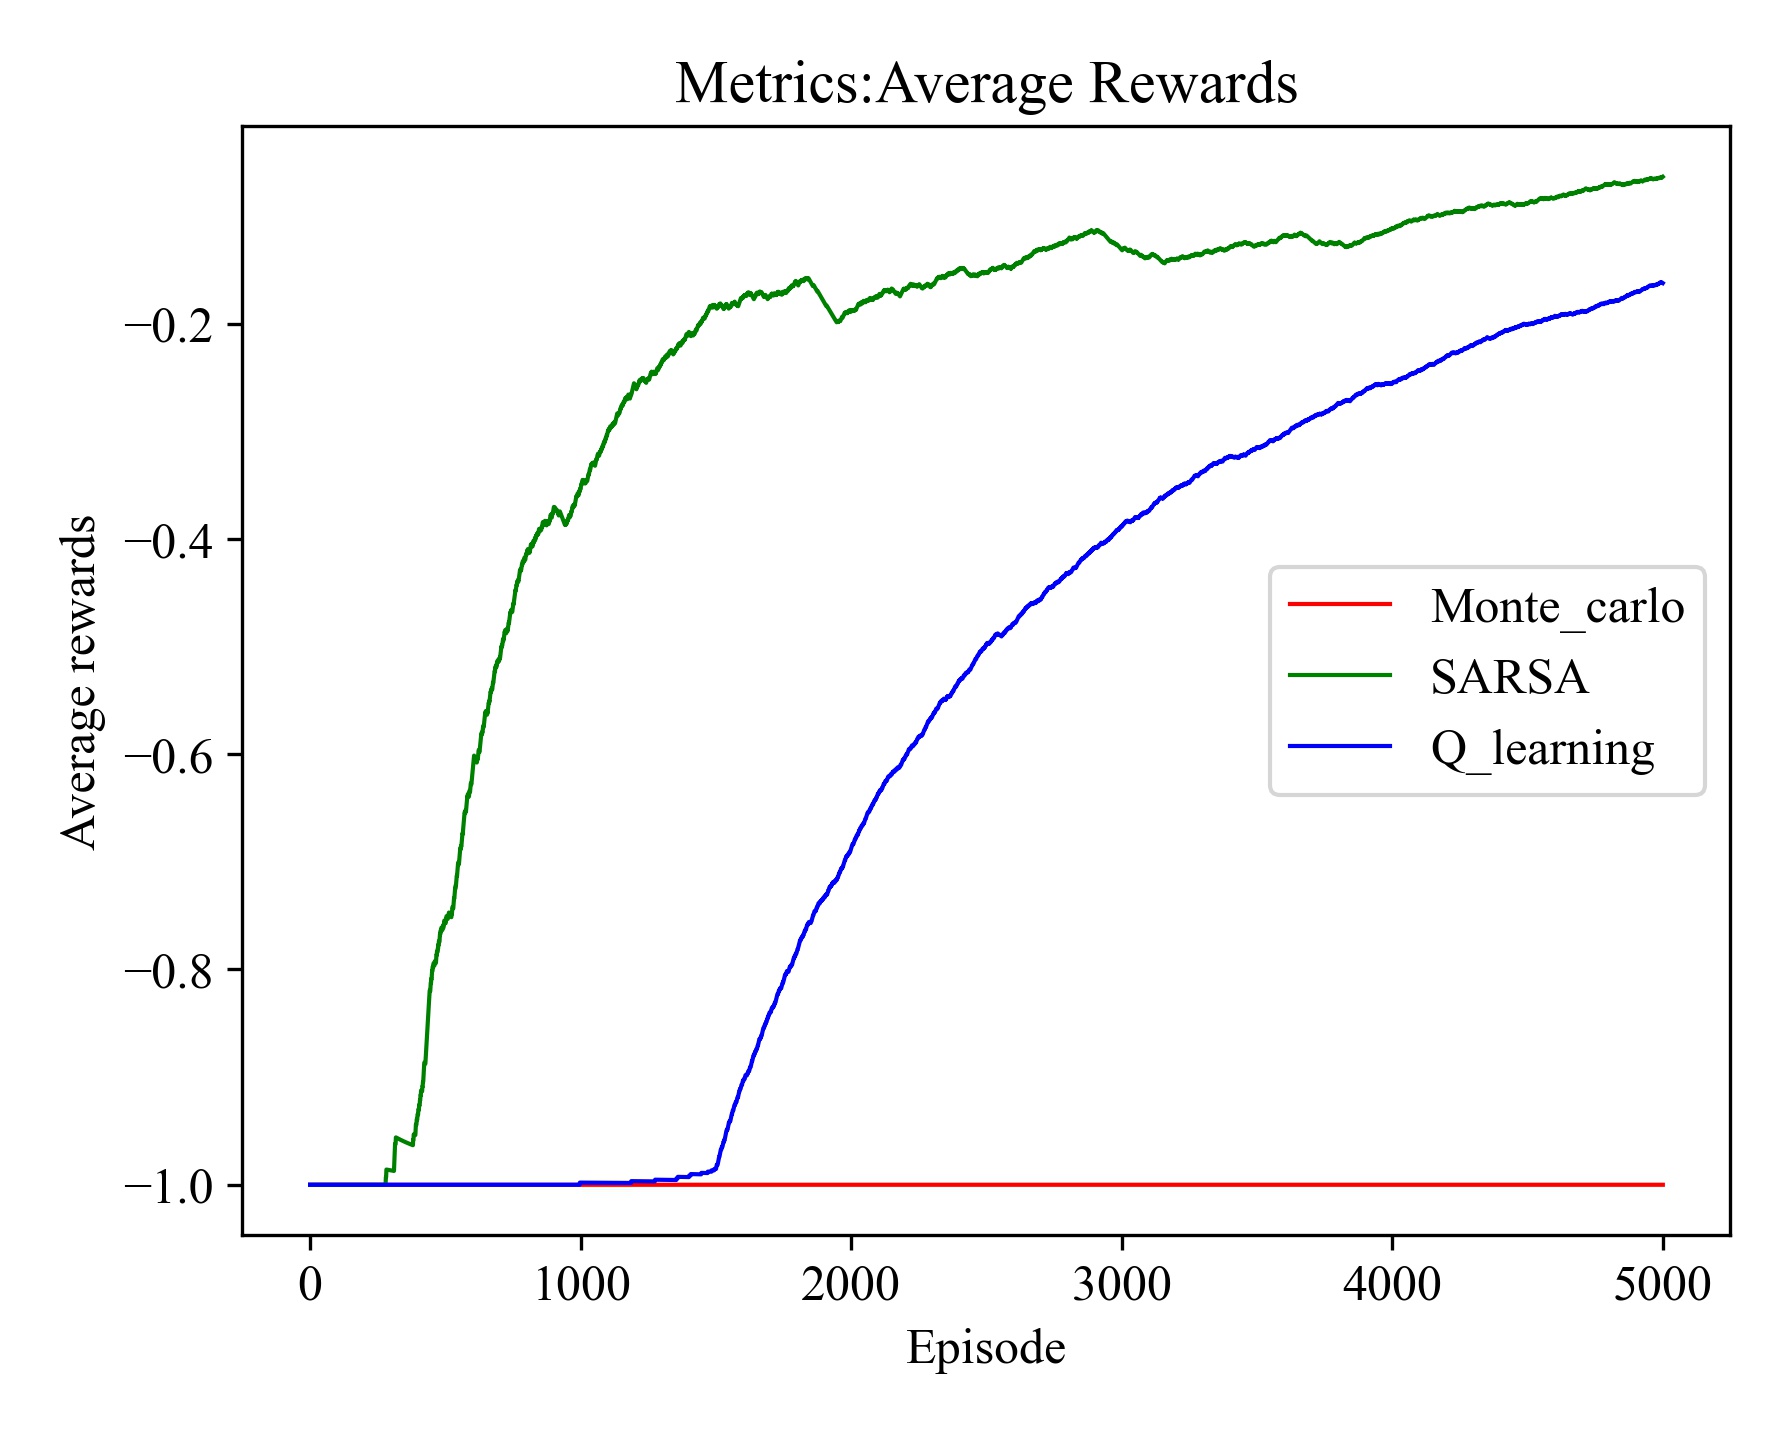 Metrics:Average Rewards
Average rewards
−0.2
−0.4
−0.6
−0.8
−1.0
Monte_carlo
SARSA
Q_learning
0 1000 2000 3000 4000 5000
Episode